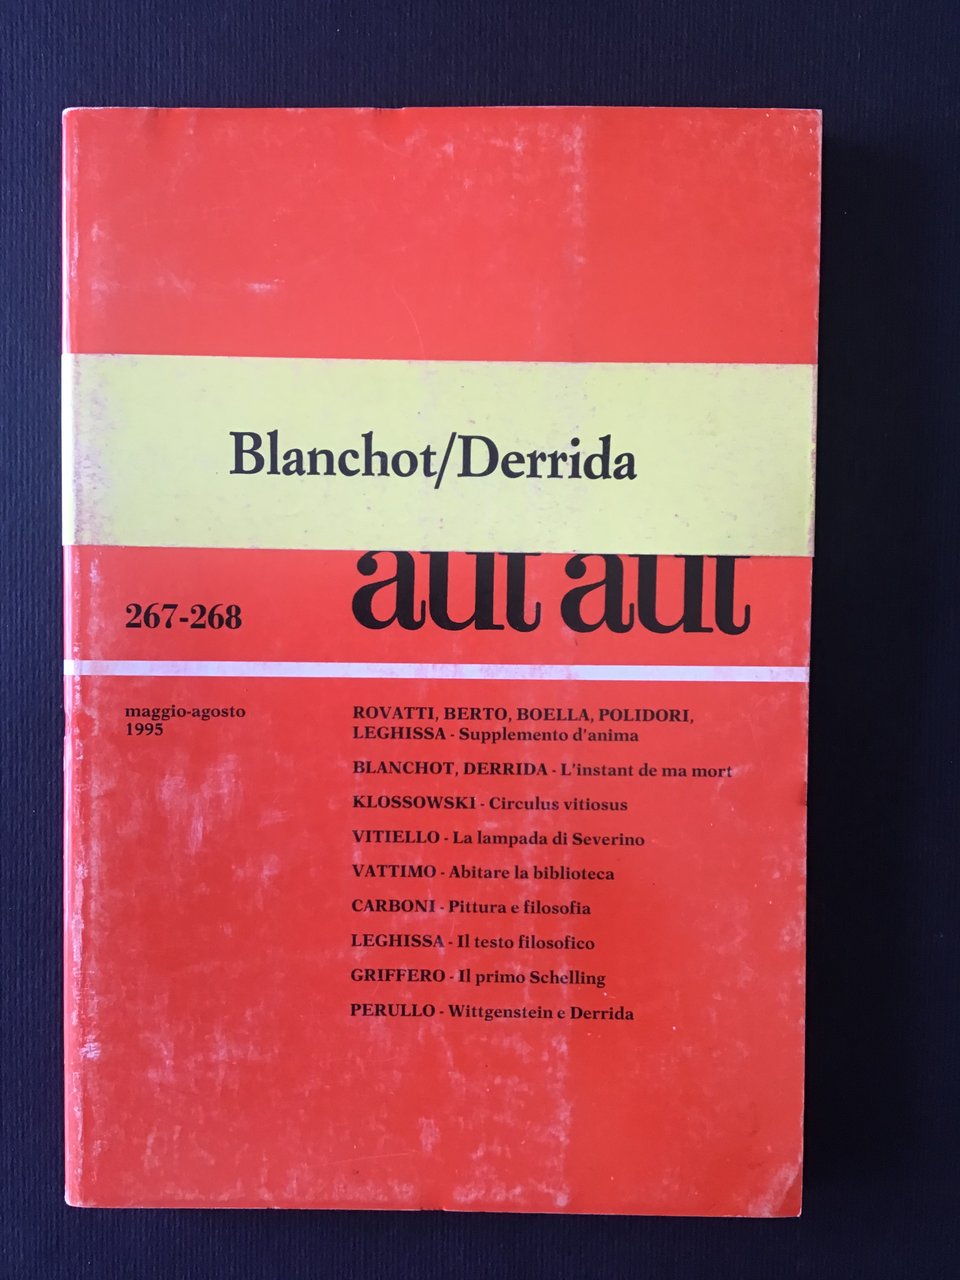 Blanchot/Derrida
aut aut
267-268
maggio-agosto
1995
ROVATTI, BERTO, BOELLA, POLIDORI,
LEGHISSA - Supplemento d'anima
BLANCHOT, DERRIDA - L'instant de ma mort
KLOSSOWSKI - Circulus vitiosus
VITIELLO - La lampada di Severino
VATTIMO - Abitare la biblioteca
CARBONI - Pittura e filosofia
LEGHISSA - Il testo filosofico
GRIFFERO - Il primo Schelling
PERULLO - Wittgenstein e Derrida